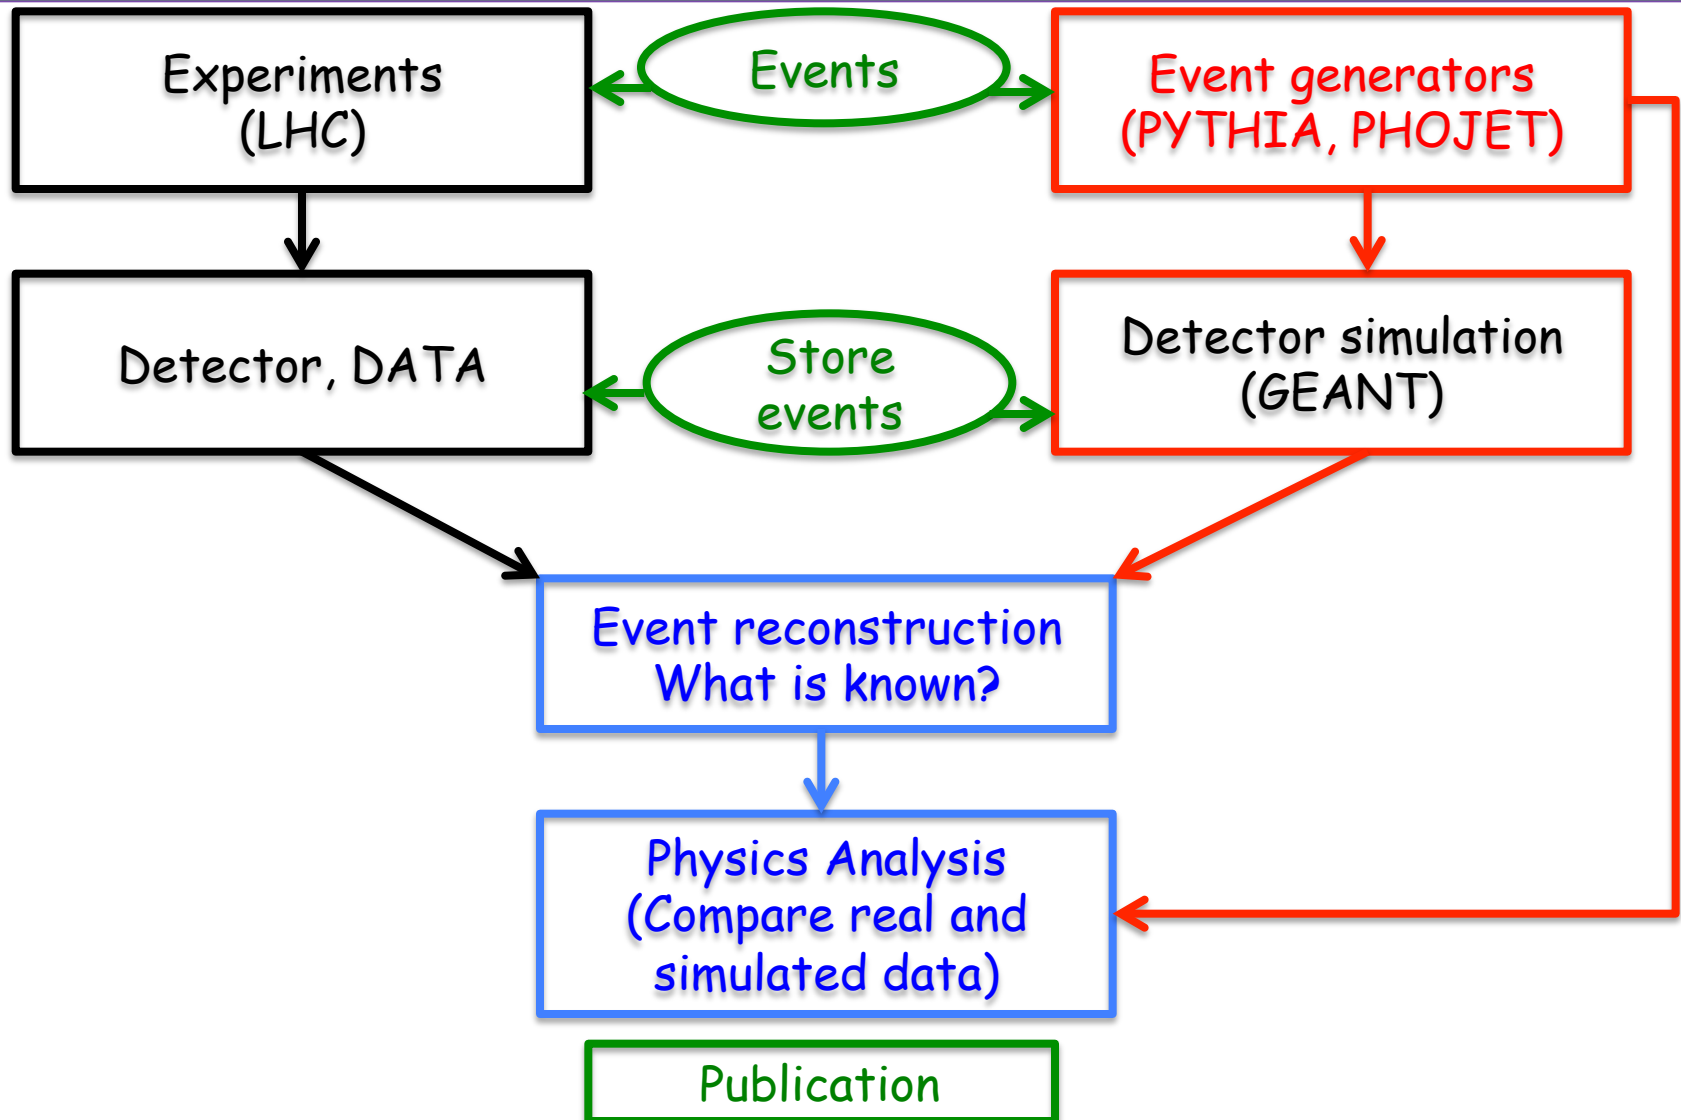 Experiments
(LHC)
Events
Event generators
(PYTHIA, PHOJET)
Detector, DATA
Store
events
Detector simulation
(GEANT)
Event reconstruction
What is known?
Physics Analysis
(Compare real and
simulated data)
Publication